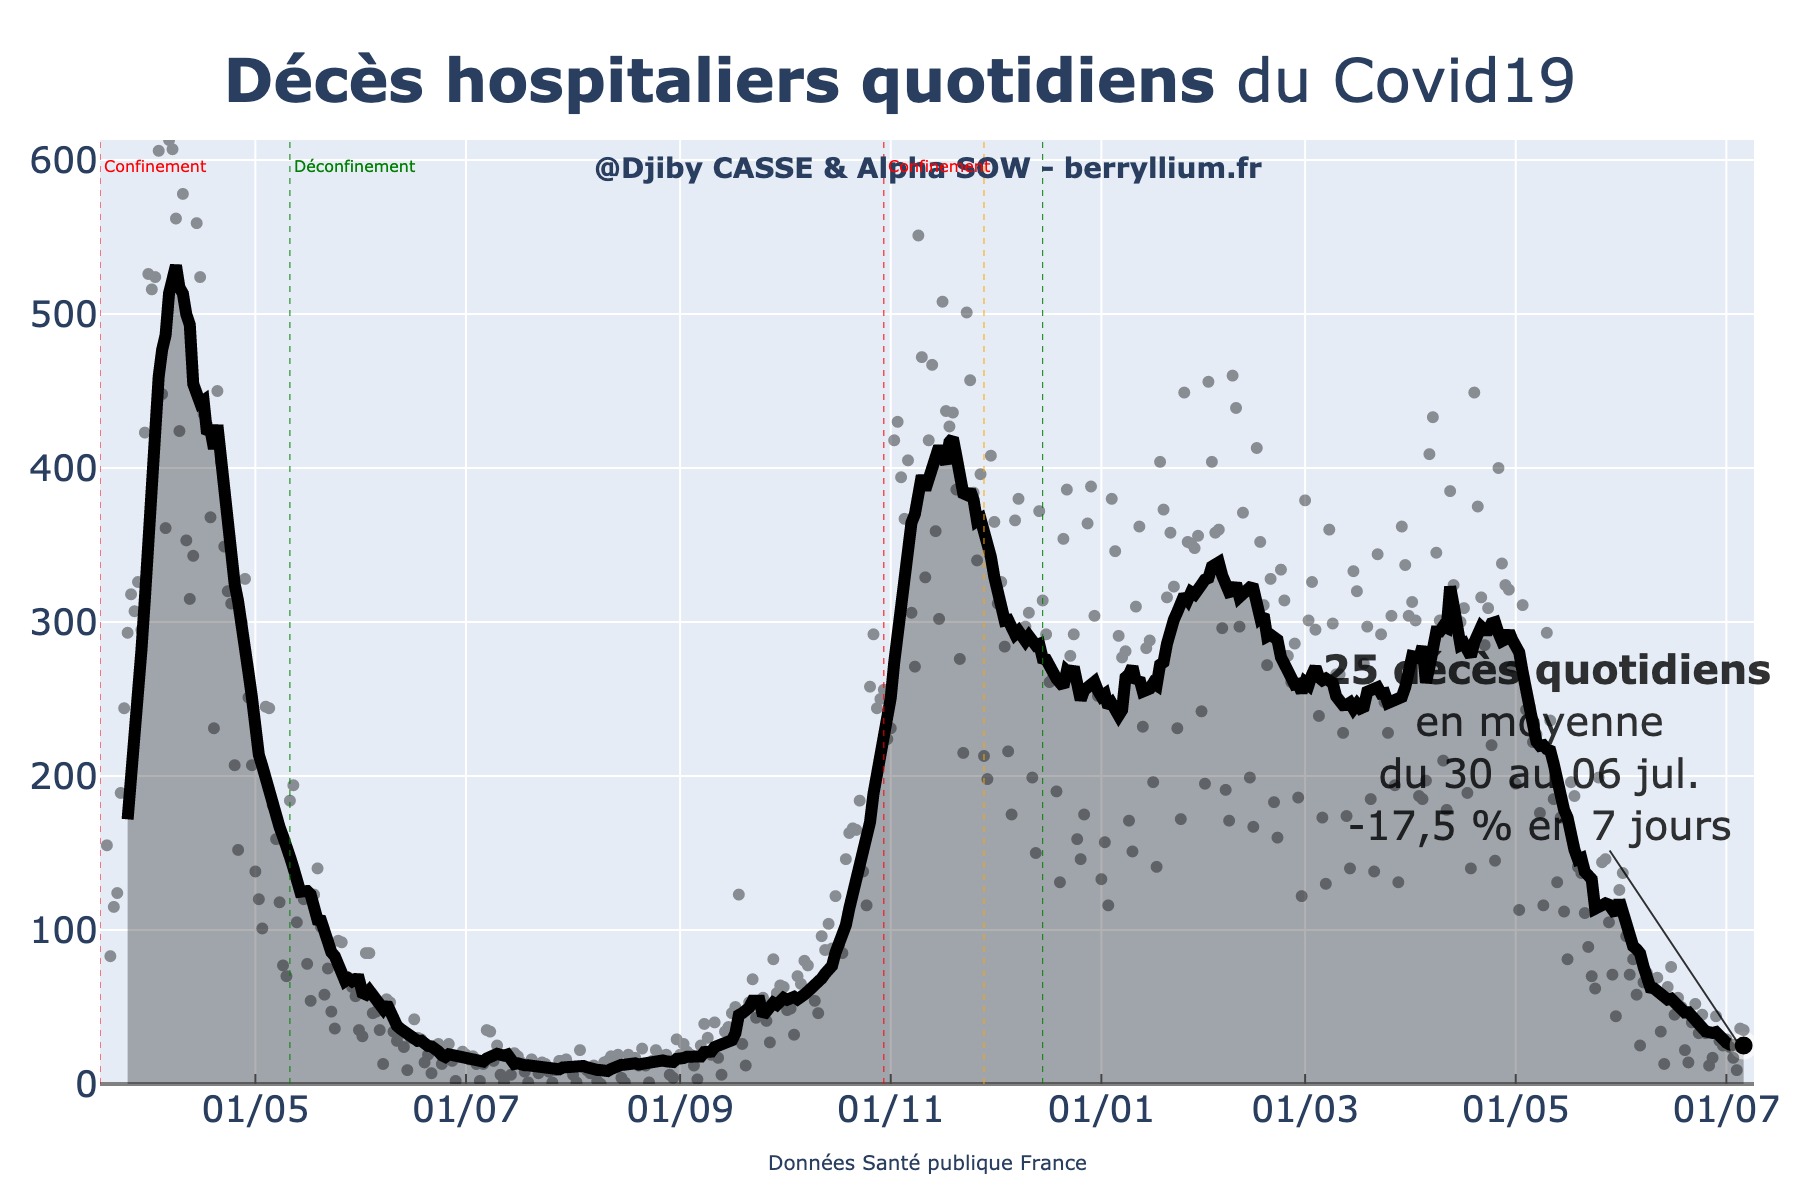 Décès hospitaliers quotidiens du Covid19
600
Confinement
Déconfinement
@Djiby CASSE & Alpha SOW - berryllium.fr
Confinement
500
400
300
25 décès quotidiens
en moyenne
du 30 au 06 jul.
-17,5 % en 7 jours
200
100
0
01/05
01/07
01/09
01/11
01/01
01/03
01/05
01/07
Données Santé publique France